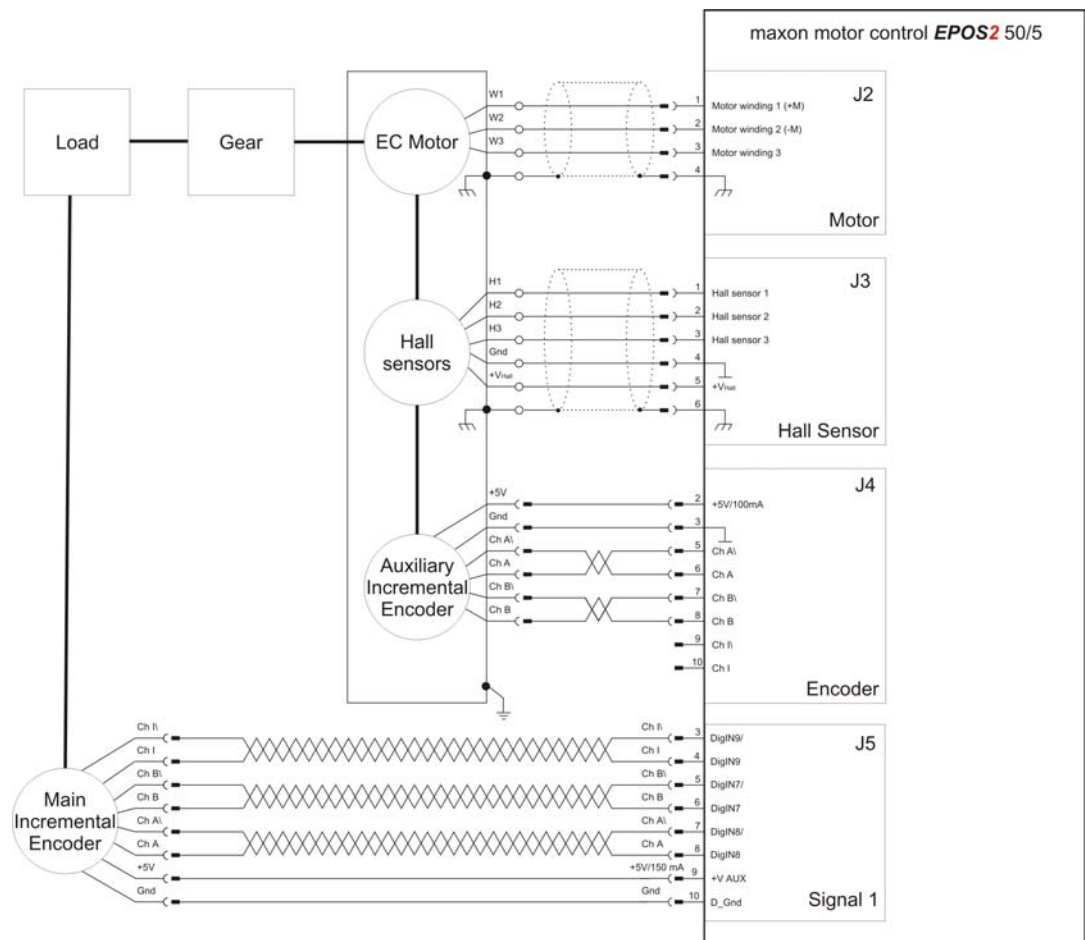 maxon motor control EPOS2 50/5
Load
Gear
EC Motor
W1
W2
W3
1
2
3
4
Motor winding 1 (+M)
Motor winding 2 (-M)
Motor winding 3
J2
Motor
Hall
sensors
H1
H2
H3
Gnd
+VHall
1
2
3
4
5
6
Hall sensor 1
Hall sensor 2
Hall sensor 3
+VHall
J3
Hall Sensor
Auxiliary
Incremental
Encoder
+5V
Gnd
Ch A\
Ch A
Ch B\
Ch B
2
3
5
6
7
8
9
10
+5V/100mA
Ch A\
Ch A
Ch B\
Ch B
Ch I\
Ch I
J4
Encoder
Main
Incremental
Encoder
Ch I\
Ch I
Ch B\
Ch B
Ch A\
Ch A
+5V
Gnd
Ch I\
Ch I
Ch B\
Ch B
Ch A\
Ch A
+5V/150 mA
Gnd
3
4
5
6
7
8
9
10
DigIN9/
DigIN9
DigIN7/
DigIN7
DigIN8/
DigIN8
+V AUX
D_Gnd
J5
Signal 1